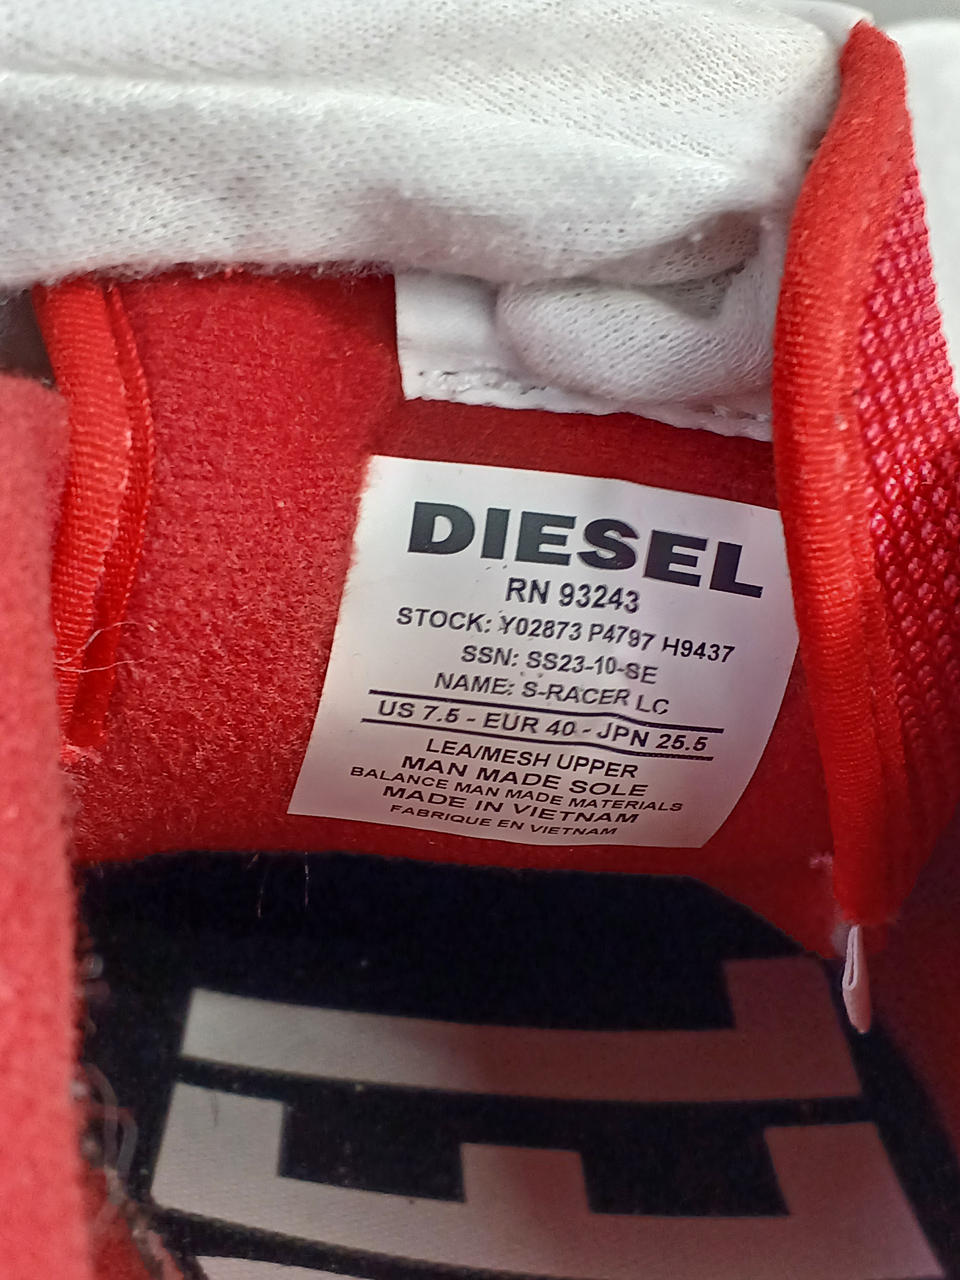 DIESEL
RN 93243
STOCK: Y02873 P4797 H9437
SSN: SS23-10-SE
NAME: S-RACER LC
US 7.5 - EUR 40 - JPN 25.5
LEA/MESH UPPER
MAN MADE SOLE
BALANCE MAN MADE MATERIALS
MADE IN VIETNAM
FABRIQUE EN VIETNAM